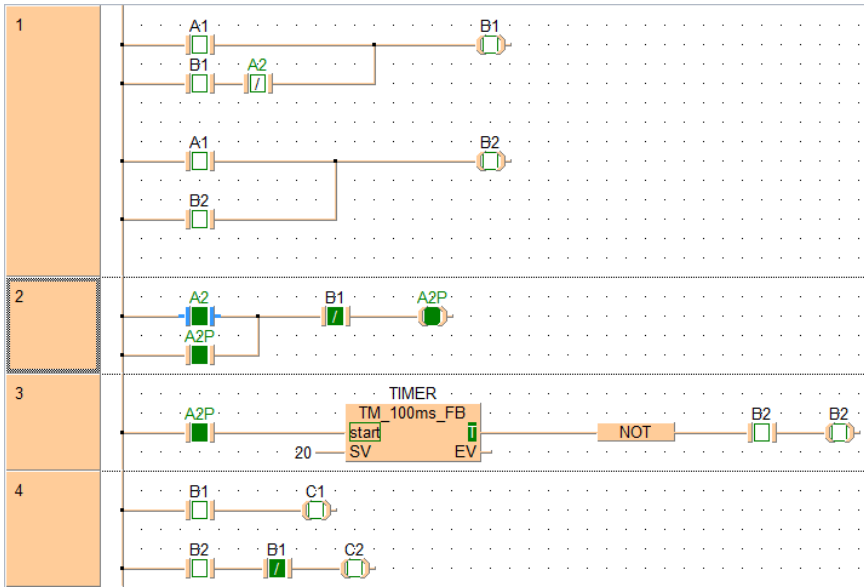 1
A1 B1
B1 A2
/
A1 B2
B2
2
A2 B1 A2P
/
A2P
3
TIMER
A2P TM_100ms_FB B2 B2
start T NOT
20 SV EV
4
B1 C1
B2 B1 C2
/